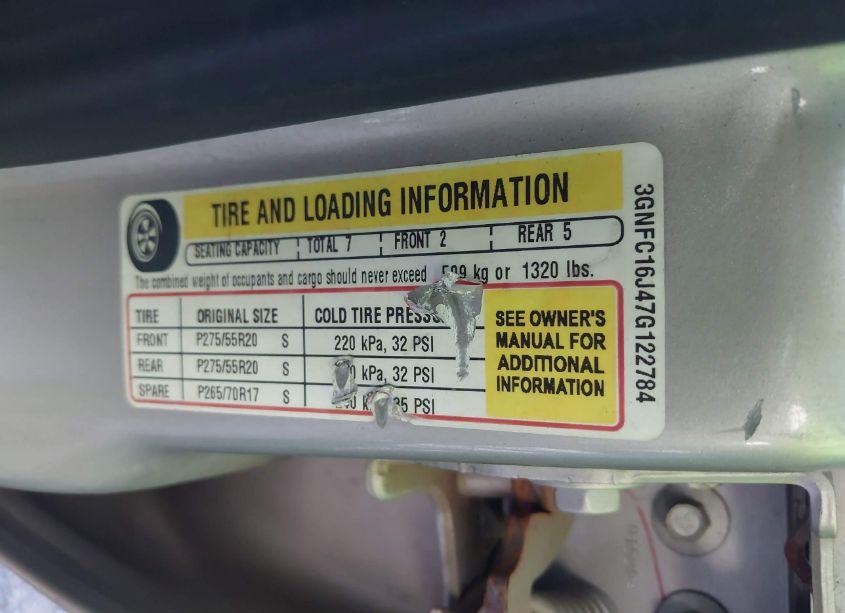 TIRE AND LOADING INFORMATION
SEATING CAPACITY TOTAL 7 FRONT 2 REAR 5
The combined weight of occupants and cargo should never exceed kg or 1320 lbs.
TIRE ORIGINAL SIZE COLD TIRE
FRONT P275/55R20 S 220 kPa, 32 PSI
REAR P275/55R20 S 32 PSI
SPARE P265/70R17 S PSI
SEE OWNER'S
MANUAL FOR
ADDITIONAL
INFORMATION
3GNFC16J47G122784